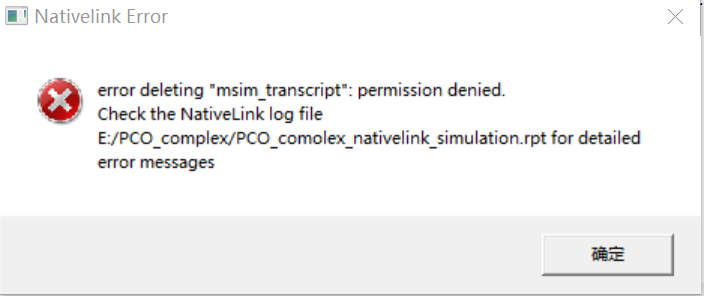 Nativelink Error
error deleting "msim_transcript": permission denied.
Check the NativeLink log file
E:/PCO_complex/PCO_comolex_nativelink_simulation.rpt for detailed
error messages
确定